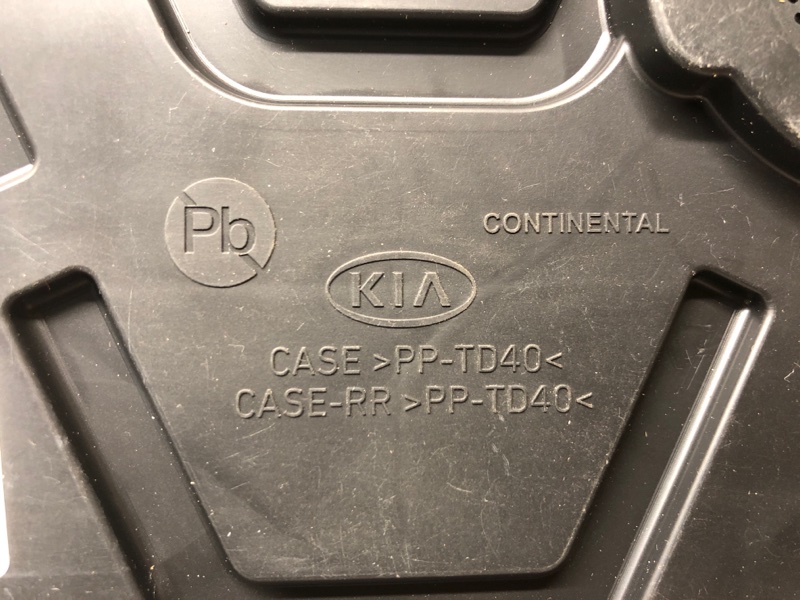 Pb
CONTINENTAL
KIA
CASE >PP-TD40<
CASE-RR >PP-TD40<